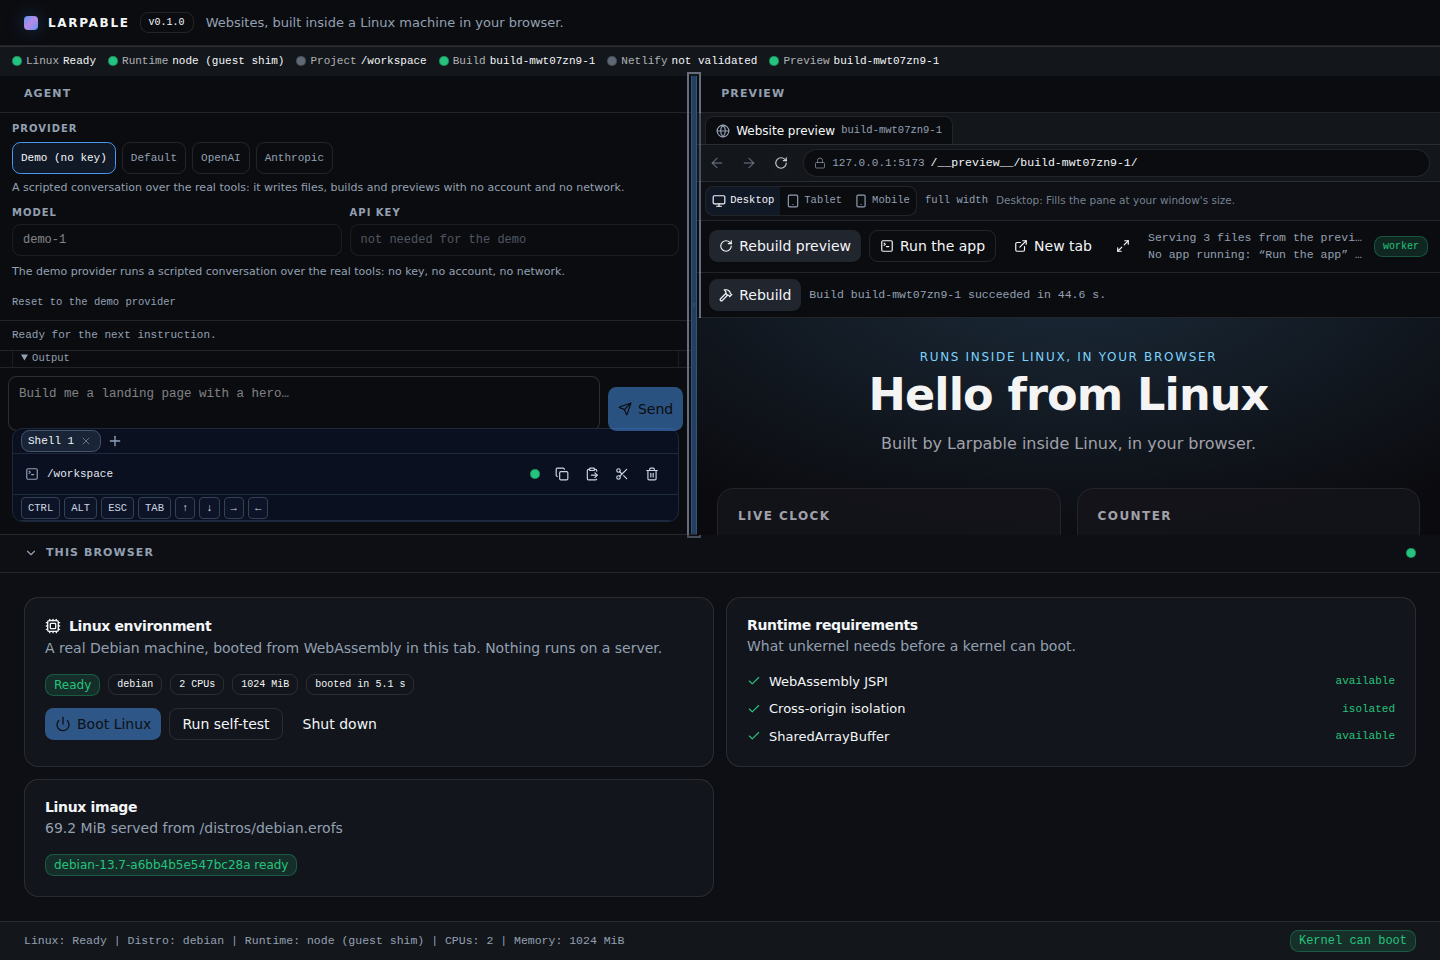 LARPABLE v0.1.0 Websites, built inside a Linux machine in your browser.
Linux Ready Runtime node (guest shim) Project /workspace Build build-mwt07zn9-1 Netlify not validated Preview build-mwt07zn9-1
AGENT
PROVIDER
Demo (no key) Default OpenAI Anthropic
A scripted conversation over the real tools: it writes files, builds and previews with no account and no network.
MODEL API KEY
demo-1 not needed for the demo
The demo provider runs a scripted conversation over the real tools: no key, no account, no network.
Reset to the demo provider
Ready for the next instruction.
Output
Build me a landing page with a hero…
Send
Shell 1
/workspace
CTRL ALT ESC TAB ↑ ↓ → ←
PREVIEW
Website preview build-mwt07zn9-1
127.0.0.1:5173 /__preview__/build-mwt07zn9-1/
Desktop Tablet Mobile full width Desktop: Fills the pane at your window's size.
Rebuild preview Run the app New tab
Serving 3 files from the previ…
No app running: “Run the app” …
worker
Rebuild Build build-mwt07zn9-1 succeeded in 44.6 s.
RUNS INSIDE LINUX, IN YOUR BROWSER
Hello from Linux
Built by Larpable inside Linux, in your browser.
LIVE CLOCK COUNTER
THIS BROWSER
Linux environment
A real Debian machine, booted from WebAssembly in this tab. Nothing runs on a server.
Ready debian 2 CPUs 1024 MiB booted in 5.1 s
Boot Linux Run self-test Shut down
Runtime requirements
What unkernel needs before a kernel can boot.
WebAssembly JSPI available
Cross-origin isolation isolated
SharedArrayBuffer available
Linux image
69.2 MiB served from /distros/debian.erofs
debian-13.7-a6bb4b5e547bc28a ready
Linux: Ready | Distro: debian | Runtime: node (guest shim) | CPUs: 2 | Memory: 1024 MiB
Kernel can boot